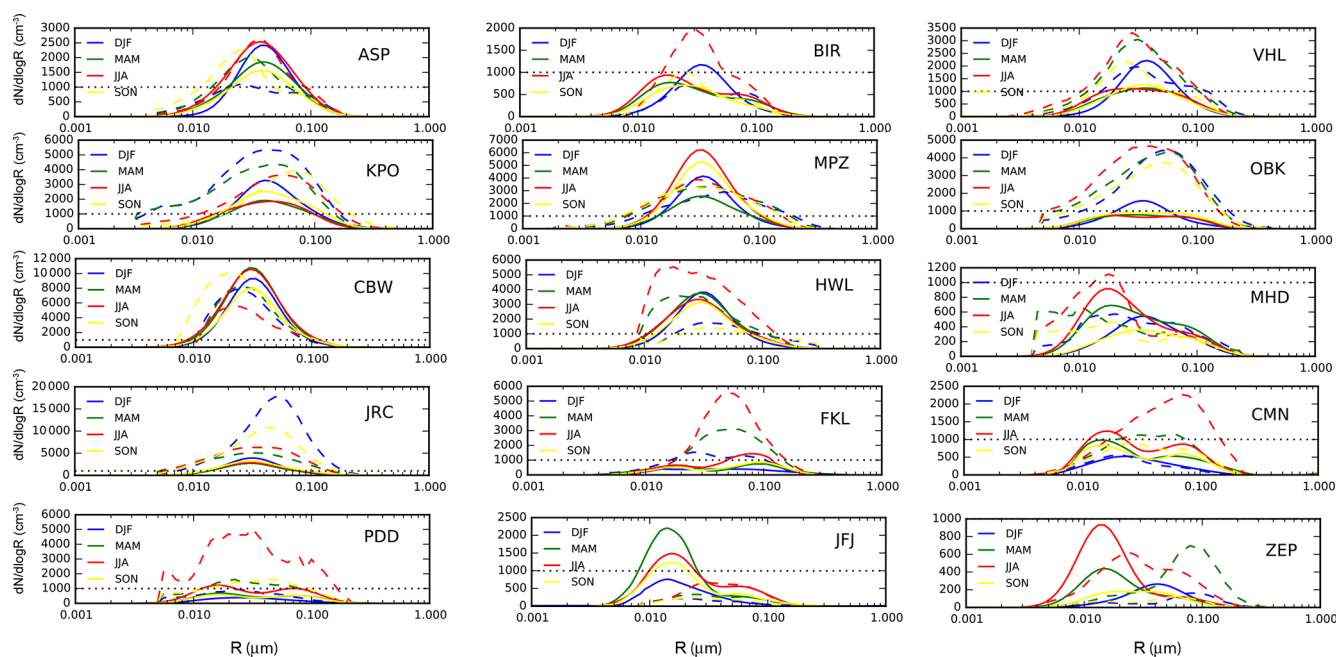 dN/dlogR (cm⁻³)
3000
2500
2000
1500
1000
500
0
DJF
MAM
JJA
SON
ASP
0.001 0.010 0.100 1.000
2000
1500
1000
500
0
DJF
MAM
JJA
SON
BIR
0.001 0.010 0.100 1.000
3500
3000
2500
2000
1500
1000
500
0
DJF
MAM
JJA
SON
VHL
0.001 0.010 0.100 1.000
dN/dlogR (cm⁻³)
6000
5000
4000
3000
2000
1000
0
DJF
MAM
JJA
SON
KPO
0.001 0.010 0.100 1.000
7000
6000
5000
4000
3000
2000
1000
0
DJF
MAM
JJA
SON
MPZ
0.001 0.010 0.100 1.000
5000
4000
3000
2000
1000
0
DJF
MAM
JJA
SON
OBK
0.001 0.010 0.100 1.000
dN/dlogR (cm⁻³)
12 000
10 000
8000
6000
4000
2000
0
DJF
MAM
JJA
SON
CBW
0.001 0.010 0.100 1.000
6000
5000
4000
3000
2000
1000
0
DJF
MAM
JJA
SON
HWL
0.001 0.010 0.100 1.000
1200
1000
800
600
400
200
0
DJF
MAM
JJA
SON
MHD
0.001 0.010 0.100 1.000
dN/dlogR (cm⁻³)
20 000
15 000
10 000
5000
0
DJF
MAM
JJA
SON
JRC
0.001 0.010 0.100 1.000
6000
5000
4000
3000
2000
1000
0
DJF
MAM
JJA
SON
FKL
0.001 0.010 0.100 1.000
2500
2000
1500
1000
500
0
DJF
MAM
JJA
SON
CMN
0.001 0.010 0.100 1.000
dN/dlogR (cm⁻³)
6000
5000
4000
3000
2000
1000
0
DJF
MAM
JJA
SON
PDD
0.001 0.010 0.100 1.000
R (μm)
2500
2000
1500
1000
500
0
DJF
MAM
JJA
SON
JFJ
0.001 0.010 0.100 1.000
R (μm)
1000
800
600
400
200
0
DJF
MAM
JJA
SON
ZEP
0.001 0.010 0.100 1.000
R (μm)